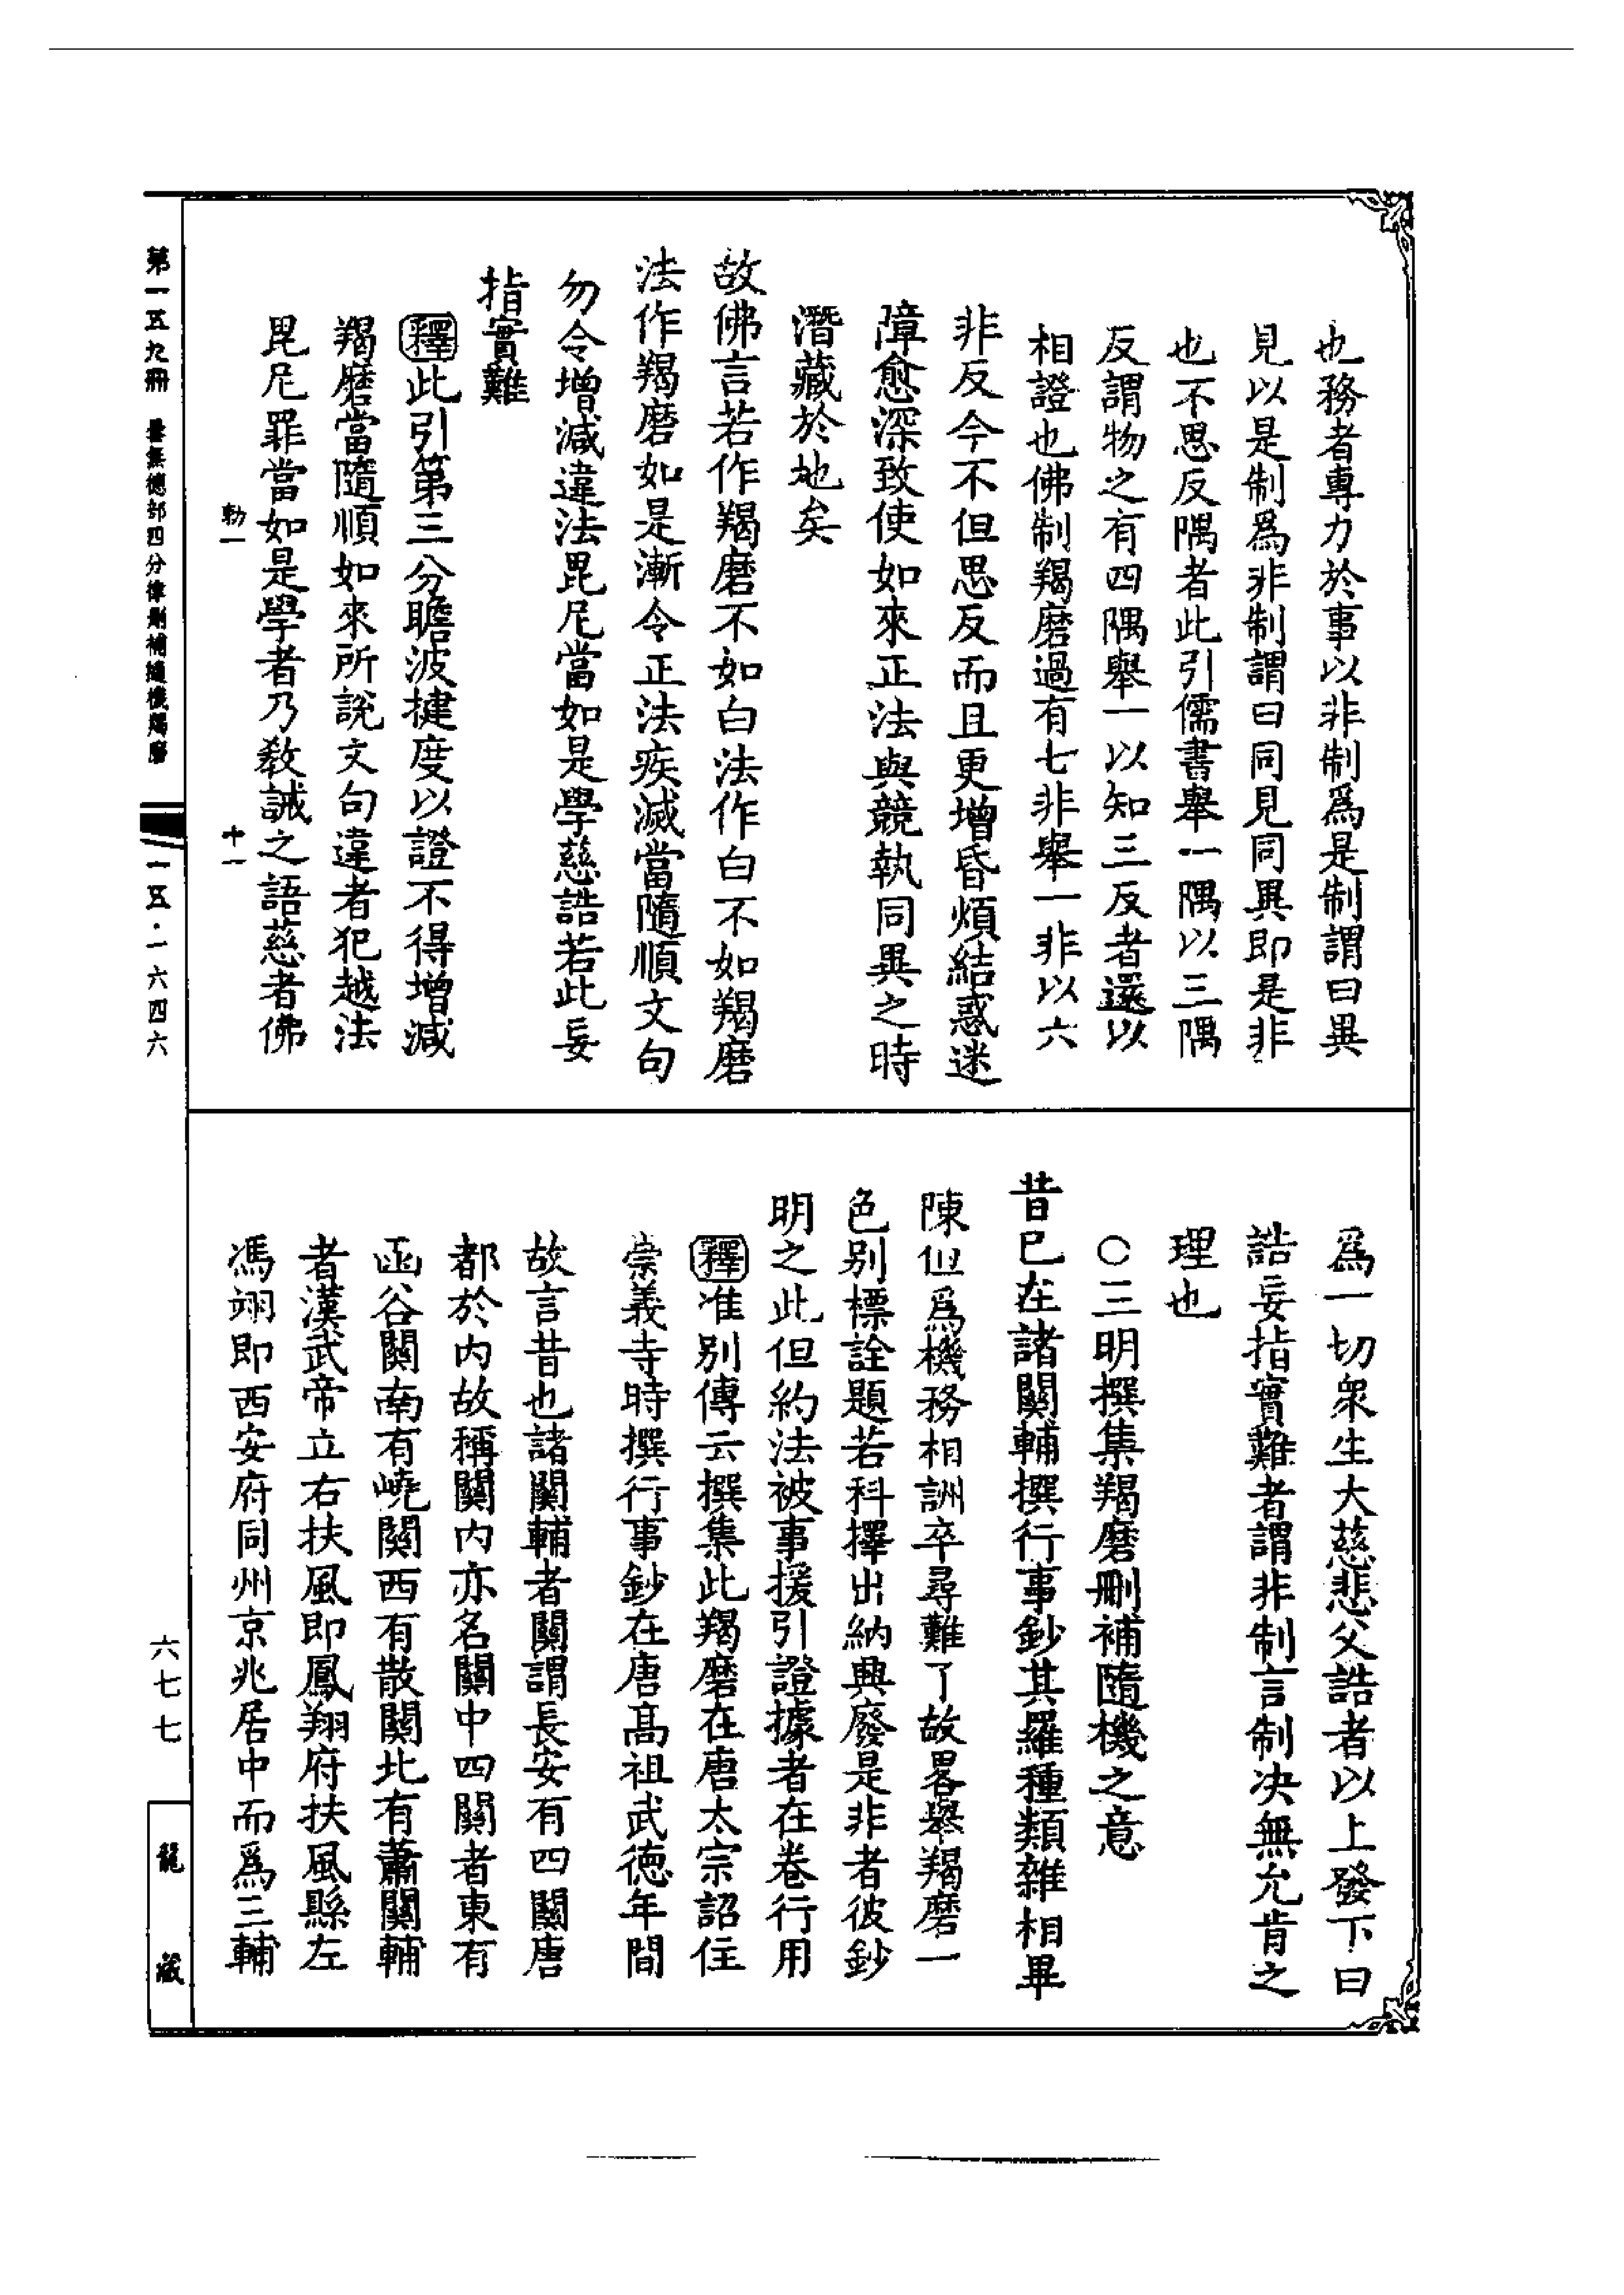 也務者專力於事以非制爲是制謂曰異
見以是制爲非制謂曰同見同異即是非
也不思反隅者此引儒書舉一隅以三隅
反謂物之有四隅舉一以知三反者還以
相證也佛制羯磨過有七非舉一非以六
非反今不但思反而且更增昏煩結惑迷
障愈深致使如來正法與競執同異之時
潛藏於地矣
故佛言若作羯磨不如白法作白不如羯磨
法作羯磨如是漸令正法疾滅當隨順文句
勿令增減違法毘尼當如是學慈誥若此妄
指實難
釋此引第三分瞻波揵度以證不得增減
羯磨當隨順如來所說文句違者犯越法
毘尼罪當如是學者乃教誡之語慈者佛
勒一 十一
爲一切衆生大慈悲父誥者以上發下曰
誥妄指實難者謂非制言制決無允肯之
理也
○三明撰集羯磨刪補隨機之意
昔已在諸關輔撰行事鈔其羅種類雜相畢
陳但爲機務相詶卒尋難了故畧舉羯磨一
色別標詮題若科擇出納興廢是非者彼鈔
明之此但約法被事援引證據者在卷行用
釋准別傳云撰集此羯磨在唐太宗詔住
崇義寺時撰行事鈔在唐高祖武德年間
故言昔也諸關輔者關謂長安有四關唐
都於內故稱關內亦名關中四關者東有
函谷關南有嶢關西有散關北有蕭關輔
者漢武帝立右扶風即鳳翔府扶風縣左
馮翊即西安府同州京兆居中而爲三輔
第一五九冊 曇無德部四分律刪補隨機羯磨
一五·一六四六
六七七
龍藏